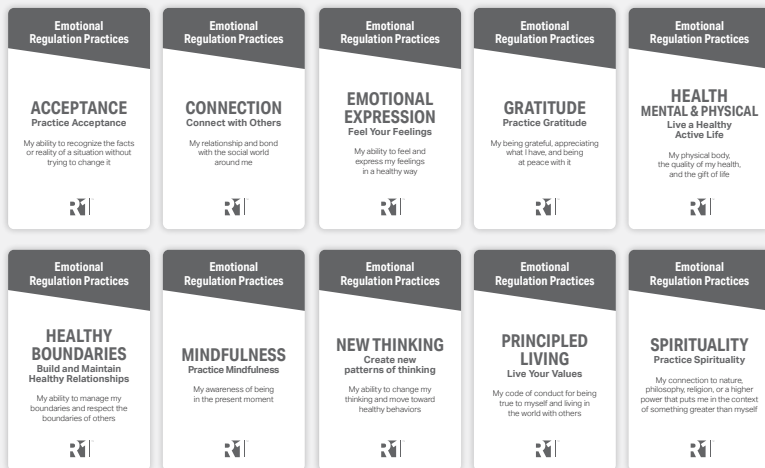 Emotional
Regulation Practices
ACCEPTANCE
Practice Acceptance
My ability to recognize the facts
or reality of a situation without
trying to change it
Emotional
Regulation Practices
CONNECTION
Connect with Others
My relationship and bond
with the social world
around me
Emotional
Regulation Practices
EMOTIONAL
EXPRESSION
Feel Your Feelings
My ability to feel and
express my feelings
in a healthy way
Emotional
Regulation Practices
GRATITUDE
Practice Gratitude
My being grateful, appreciating
what I have, and being
at peace with it
Emotional
Regulation Practices
HEALTH
MENTAL & PHYSICAL
Live a Healthy
Active Life
My physical body,
the quality of my health,
and the gift of life
Emotional
Regulation Practices
HEALTHY
BOUNDARIES
Build and Maintain
Healthy Relationships
My ability to manage my
boundaries and respect the
boundaries of others
Emotional
Regulation Practices
MINDFULNESS
Practice Mindfulness
My awareness of being
in the present moment
Emotional
Regulation Practices
NEW THINKING
Create new
patterns of thinking
My ability to change my
thinking and move toward
healthy behaviors
Emotional
Regulation Practices
PRINCIPLED
LIVING
Live Your Values
My code of conduct for being
true to myself and living in
the world with others
Emotional
Regulation Practices
SPIRITUALITY
Practice Spirituality
My connection to nature,
philosophy, religion, or a higher
power that puts me in the context
of something greater than myself